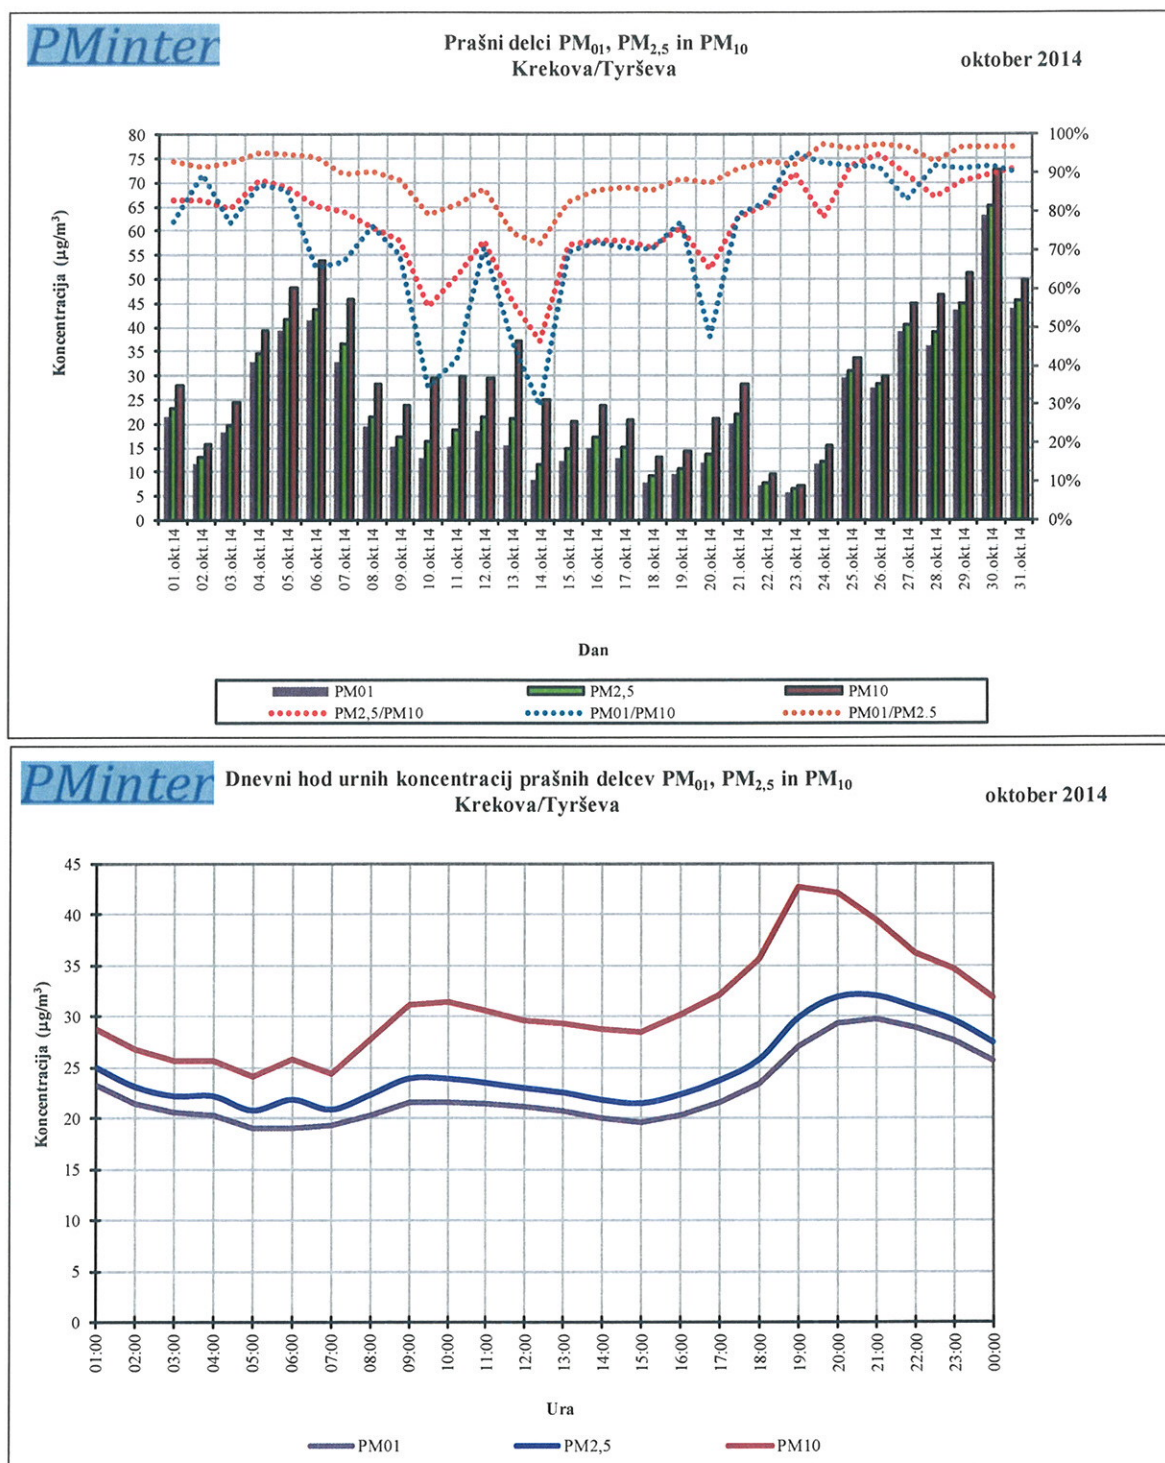 PMinter
Prašni delci PM₀₁, PM₂,₅ in PM₁₀
Krekova/Tyrševa
oktober 2014
Koncentracija (µg/m³)
80
75
70
65
60
55
50
45
40
35
30
25
20
15
10
5
0
100%
90%
80%
70%
60%
50%
40%
30%
20%
10%
0%
01.okt.14
02.okt.14
03.okt.14
04.okt.14
05.okt.14
06.okt.14
07.okt.14
08.okt.14
09.okt.14
10.okt.14
11.okt.14
12.okt.14
13.okt.14
14.okt.14
15.okt.14
16.okt.14
17.okt.14
18.okt.14
19.okt.14
20.okt.14
21.okt.14
22.okt.14
23.okt.14
24.okt.14
25.okt.14
26.okt.14
27.okt.14
28.okt.14
29.okt.14
30.okt.14
31.okt.14
Dan
PM01 PM2,5 PM10
PM2,5/PM10 PM01/PM10 PM01/PM2.5
PMinter
Dnevni hod urnih koncentracij prašnih delcev PM₀₁, PM₂,₅ in PM₁₀
Krekova/Tyrševa
oktober 2014
Koncentracija (µg/m³)
45
40
35
30
25
20
15
10
5
0
01:00
02:00
03:00
04:00
05:00
06:00
07:00
08:00
09:00
10:00
11:00
12:00
13:00
14:00
15:00
16:00
17:00
18:00
19:00
20:00
21:00
22:00
23:00
00:00
Ura
PM01 PM2,5 PM10